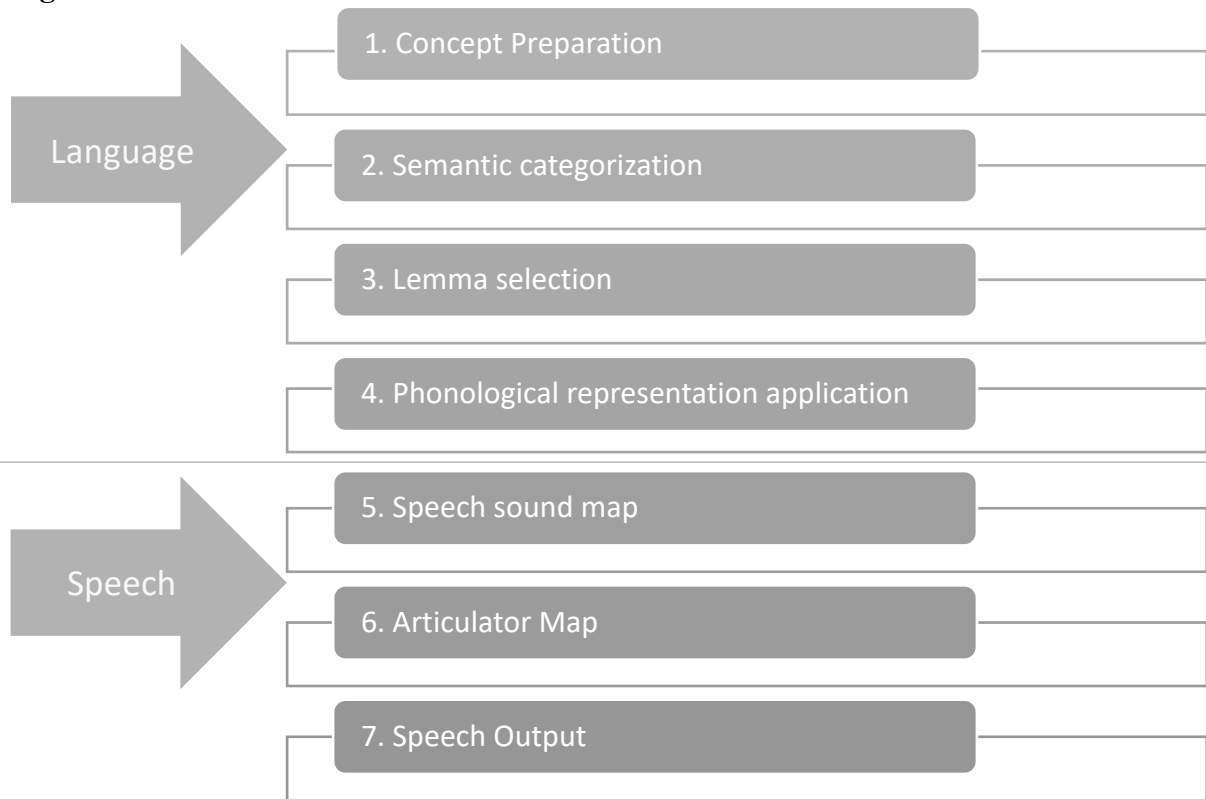 1. Concept Preparation
Language
2. Semantic categorization
3. Lemma selection
4. Phonological representation application
5. Speech sound map
Speech
6. Articulator Map
7. Speech Output